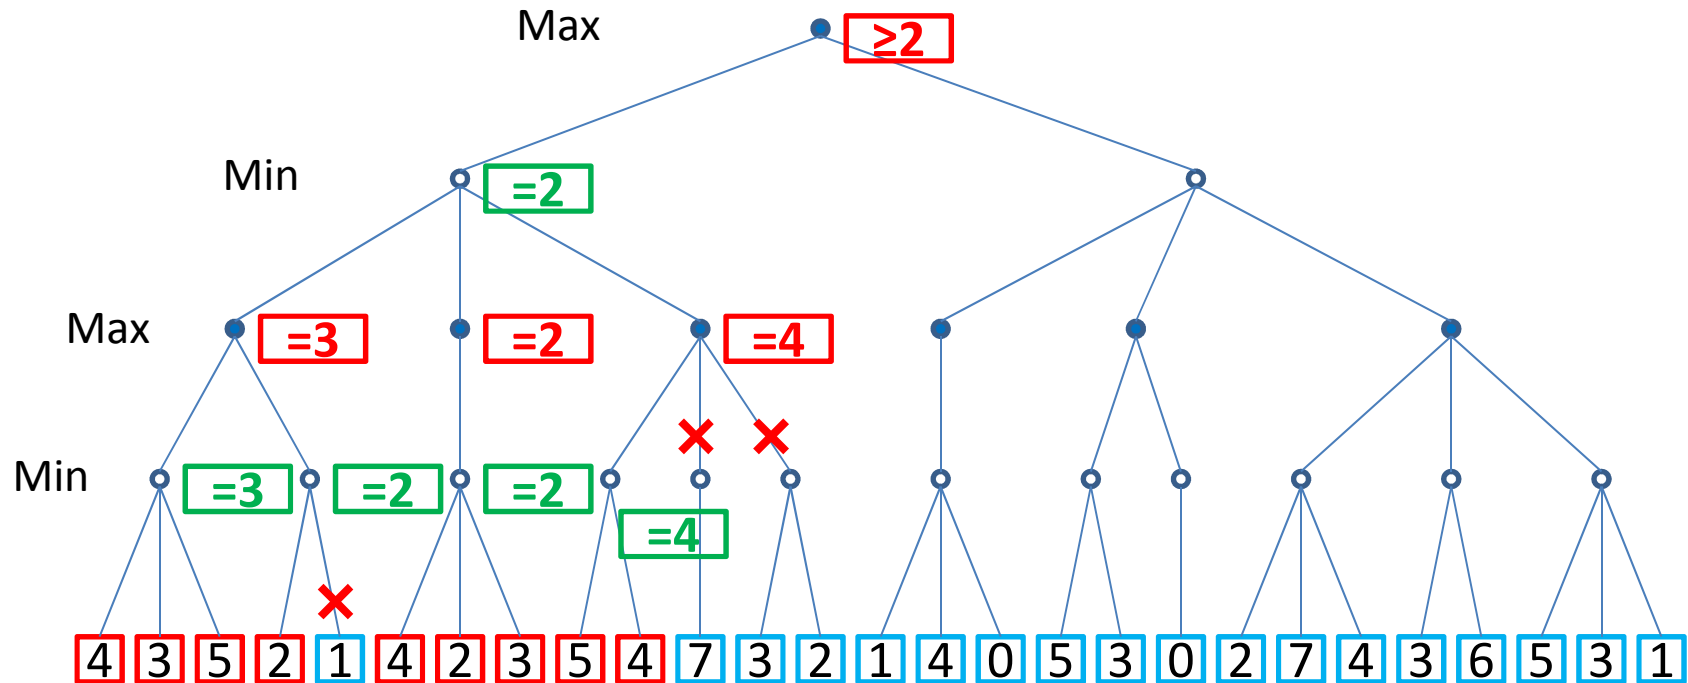 Max ≥2
Min =2
Max =3 =2 =4
Min =3 =2 =2
=4
4 3 5 2 1 4 2 3 5 4 7 3 2 1 4 0 5 3 0 2 7 4 3 6 5 3 1